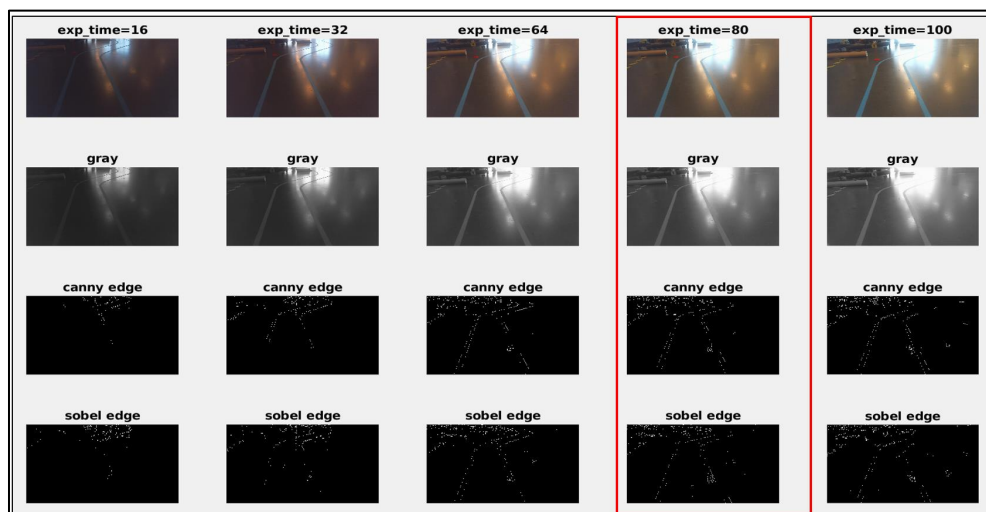 exp_time=16 exp_time=32 exp_time=64 exp_time=80 exp_time=100
gray gray gray gray gray
canny edge canny edge canny edge canny edge canny edge
sobel edge sobel edge sobel edge sobel edge sobel edge